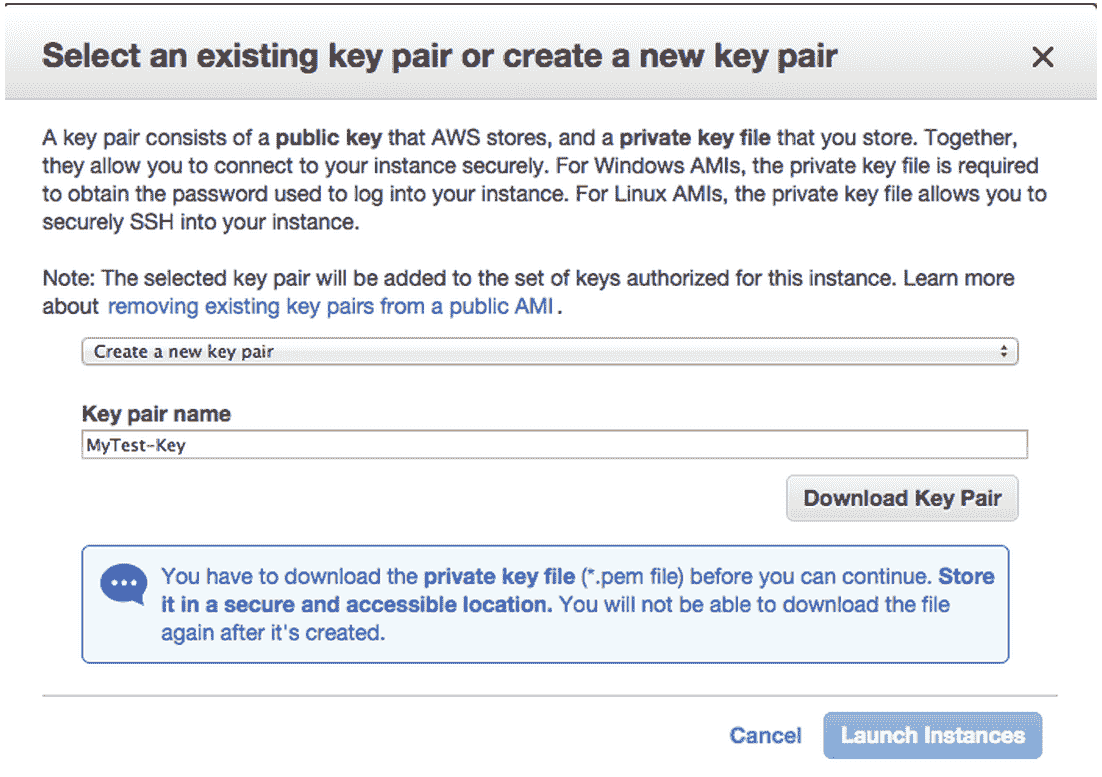 Select an existing key pair or create a new key pair
A key pair consists of a public key that AWS stores, and a private key file that you store. Together,
they allow you to connect to your instance securely. For Windows AMIs, the private key file is required
to obtain the password used to log into your instance. For Linux AMIs, the private key file allows you to
securely SSH into your instance.
Note: The selected key pair will be added to the set of keys authorized for this instance. Learn more
about removing existing key pairs from a public AMI .
Create a new key pair
Key pair name
MyTest-Key
Download Key Pair
You have to download the private key file (*.pem file) before you can continue. Store
it in a secure and accessible location. You will not be able to download the file
again after it's created.
Cancel
Launch Instances